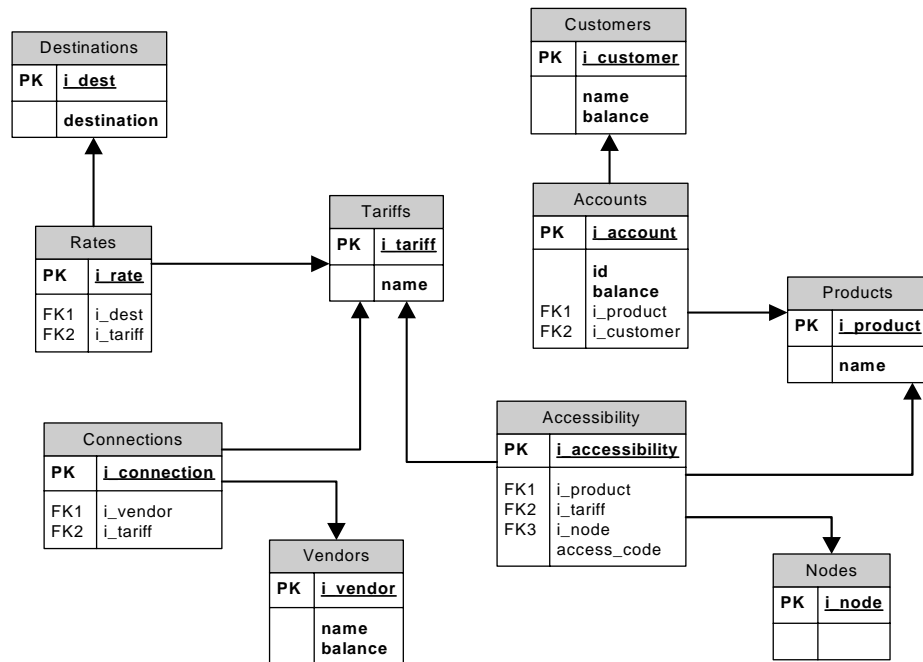 Destinations
PK i_dest
destination
Customers
PK i_customer
name
balance
Tariffs
PK i_tariff
name
Accounts
PK i_account
id
balance
FK1 i_product
FK2 i_customer
Rates
PK i_rate
FK1 i_dest
FK2 i_tariff
Products
PK i_product
name
Connections
PK i_connection
FK1 i_vendor
FK2 i_tariff
Accessibility
PK i_accessibility
FK1 i_product
FK2 i_tariff
FK3 i_node
access_code
Vendors
PK i_vendor
name
balance
Nodes
PK i_node